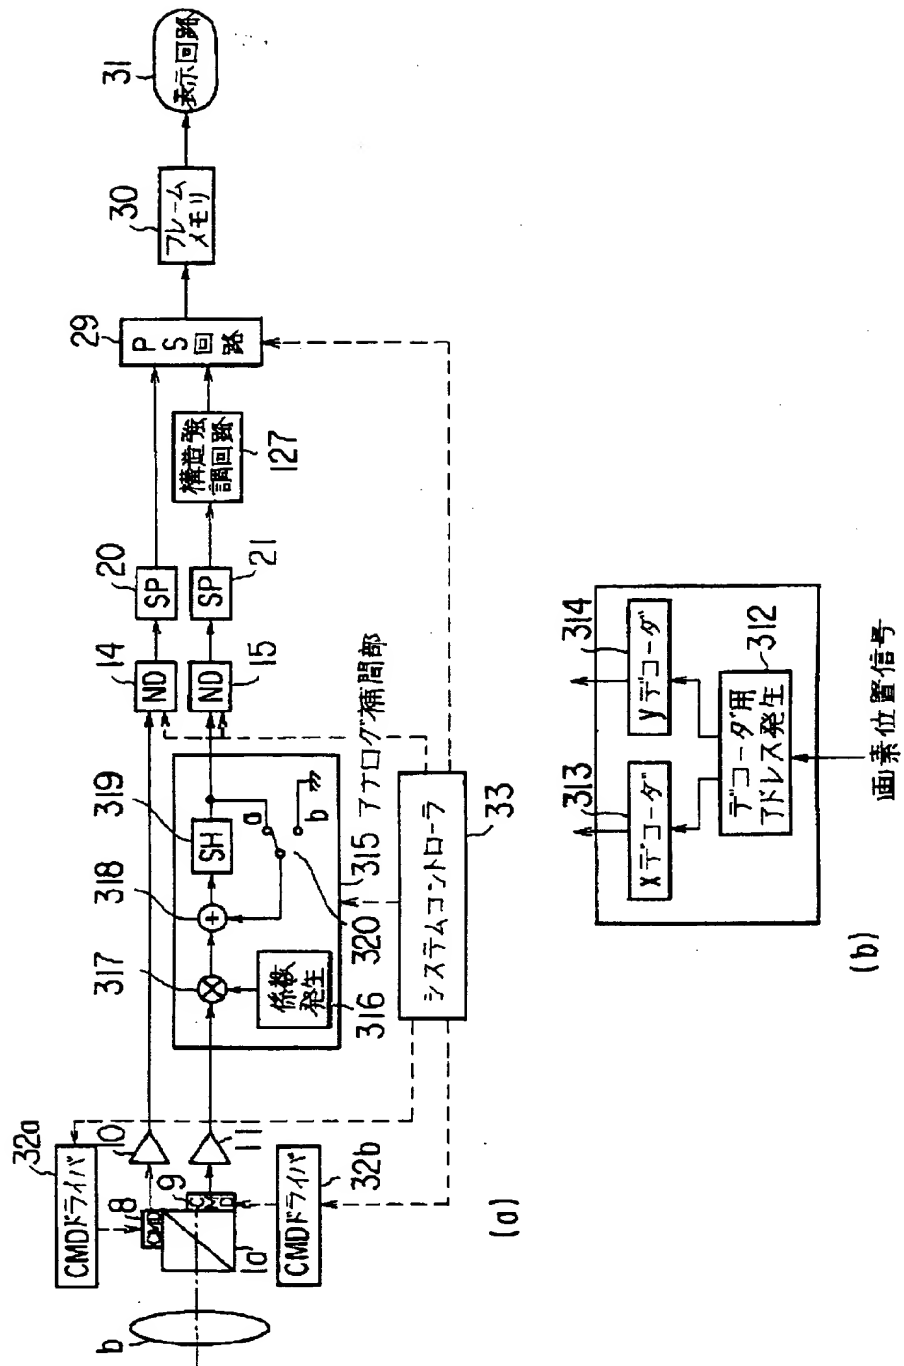 b
1a
32a
CMDドライバ
8
CMD
9
CMD
CMDドライバ
32b
10
11
317
318
319
SH
係数
発生
316
320
a
b
315
アナログ補間部
14
ND
ND
15
20
SP
SP
21
構造強
調回路
127
29
PS回路
30
フレーム
メモリ
31
表示回路
システムコントローラ
33
(a)
313
Xデコーダ
314
yデコーダ
デコーダ用
アドレス発生
312
画素位置信号
(b)